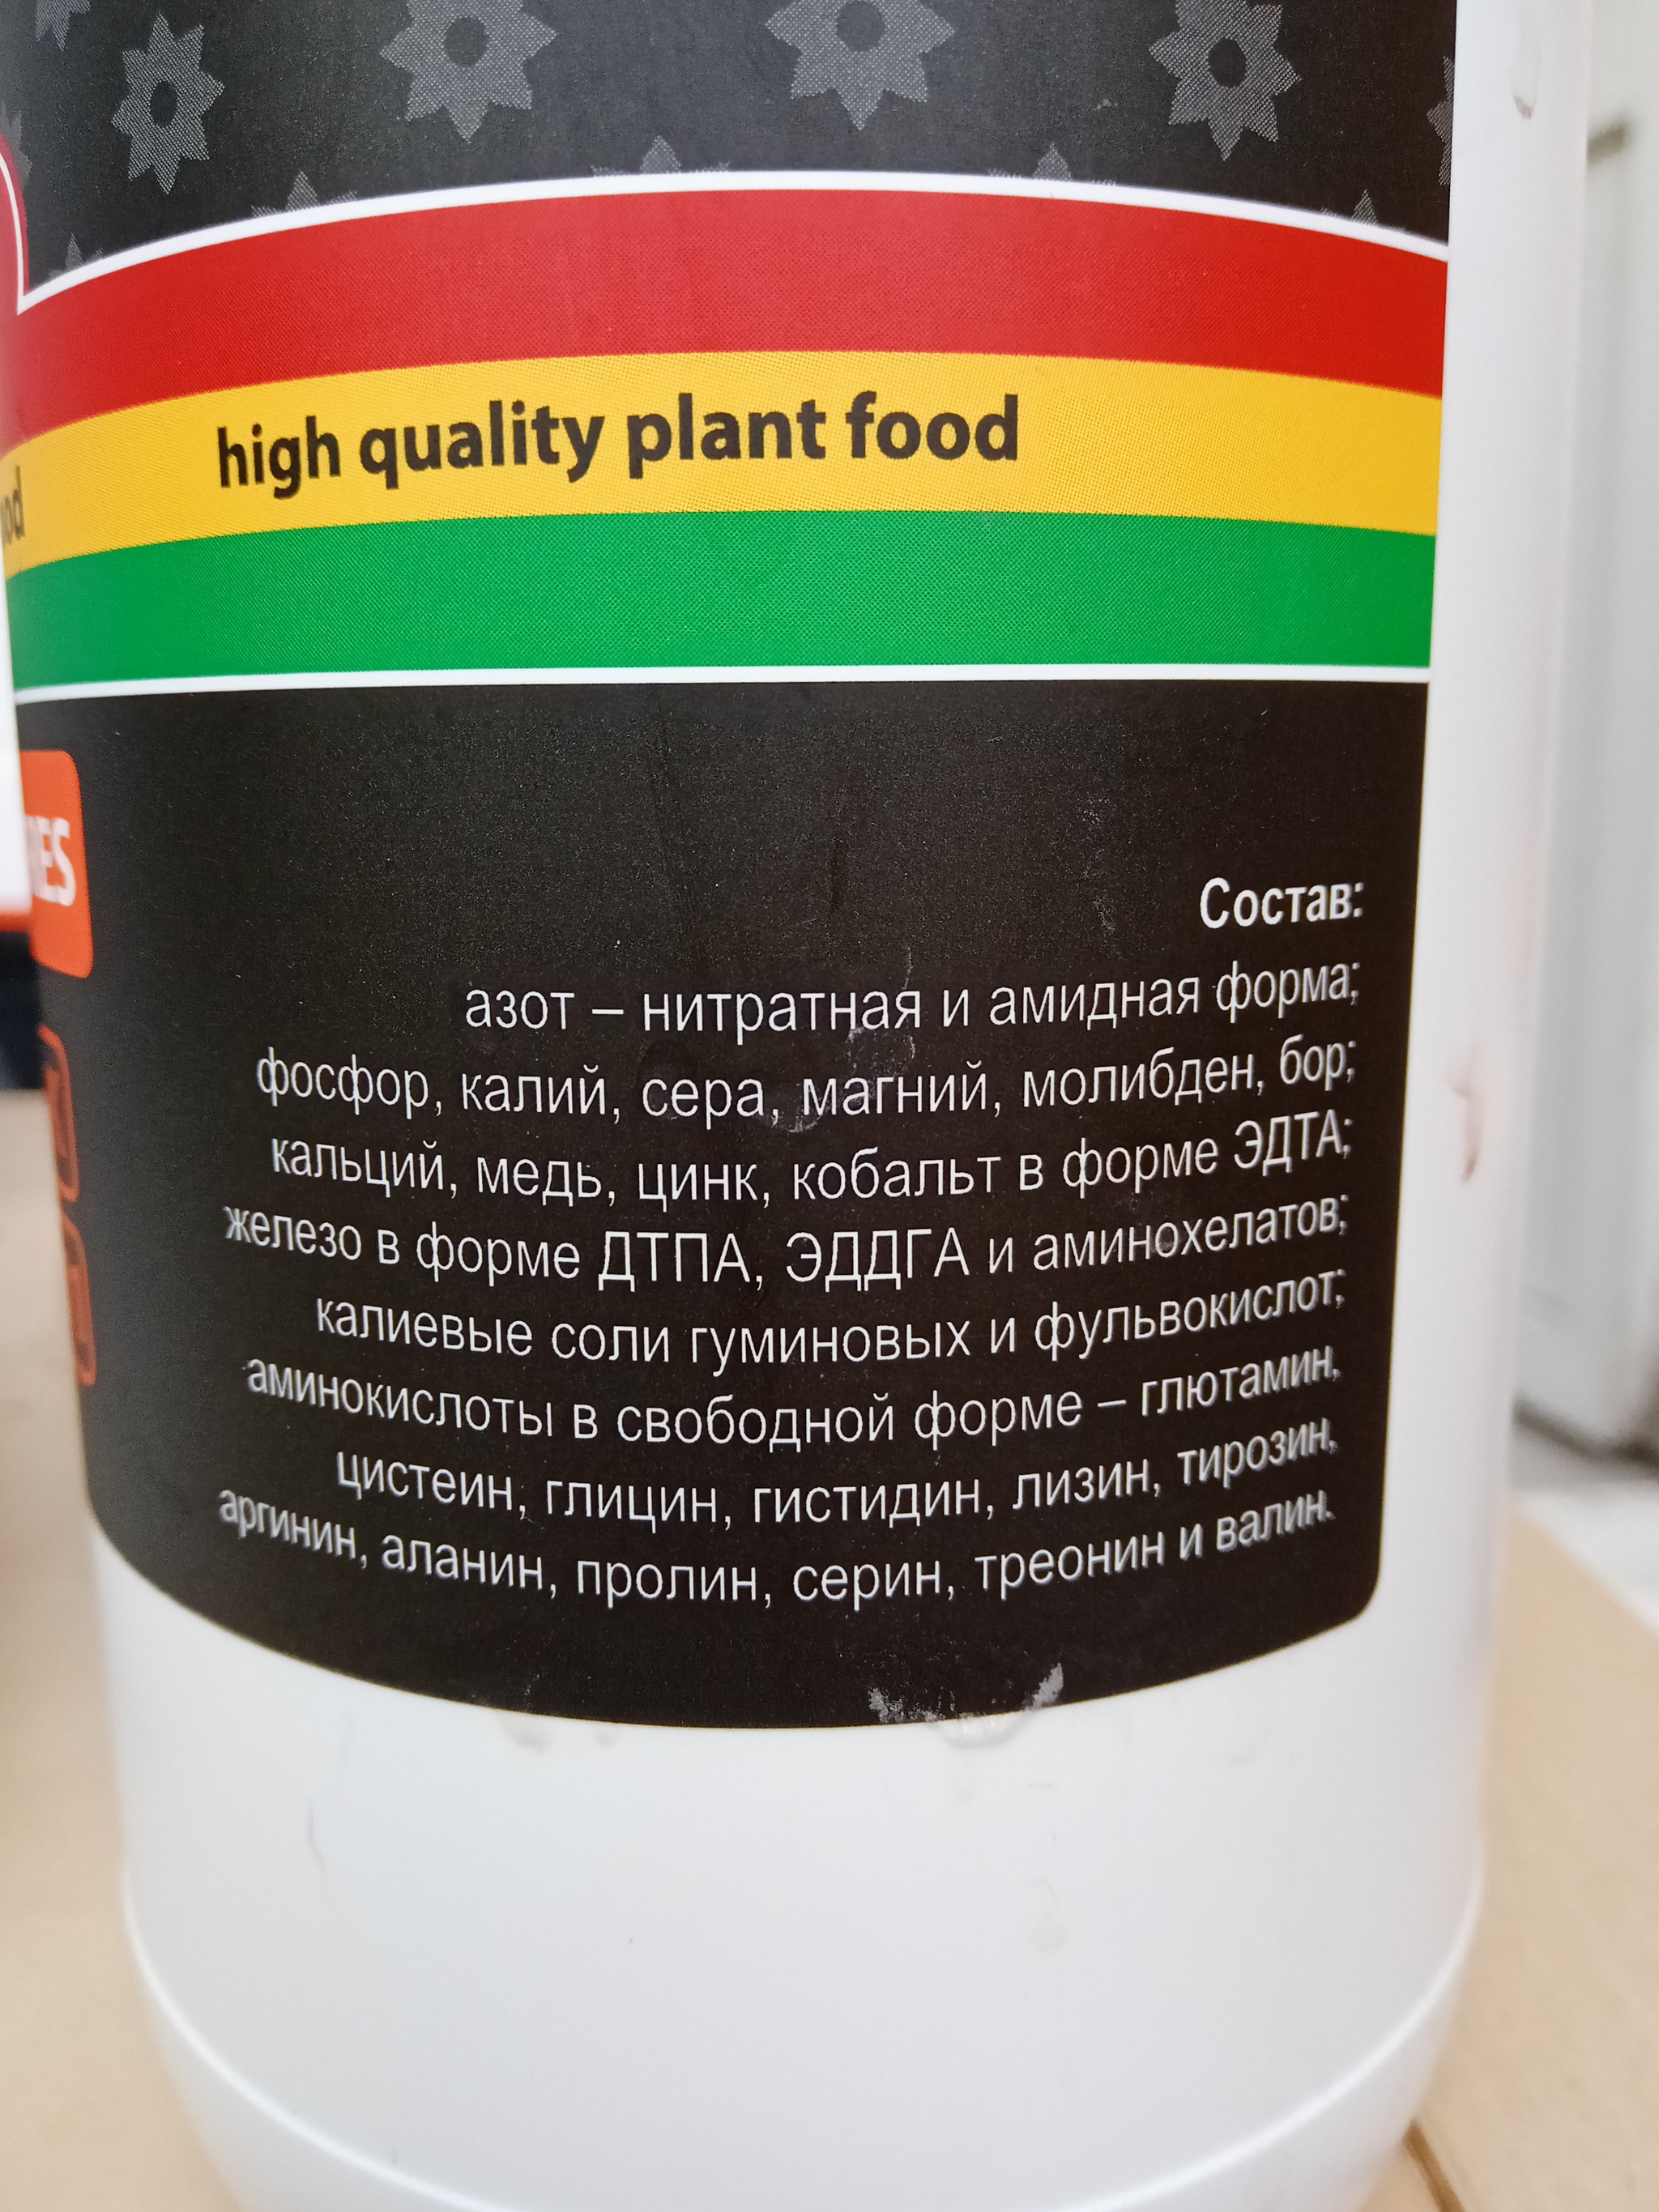 high quality plant food
Состав:
азот – нитратная и амидная форма;
фосфор, калий, сера, магний, молибден, бор;
кальций, медь, цинк, кобальт в форме ЭДТА;
железо в форме ДТПА, ЭДДГА и аминохелатов;
калиевые соли гуминовых и фульвокислот;
аминокислоты в свободной форме – глютамин,
цистеин, глицин, гистидин, лизин, тирозин,
аргинин, аланин, пролин, серин, треонин и валин.